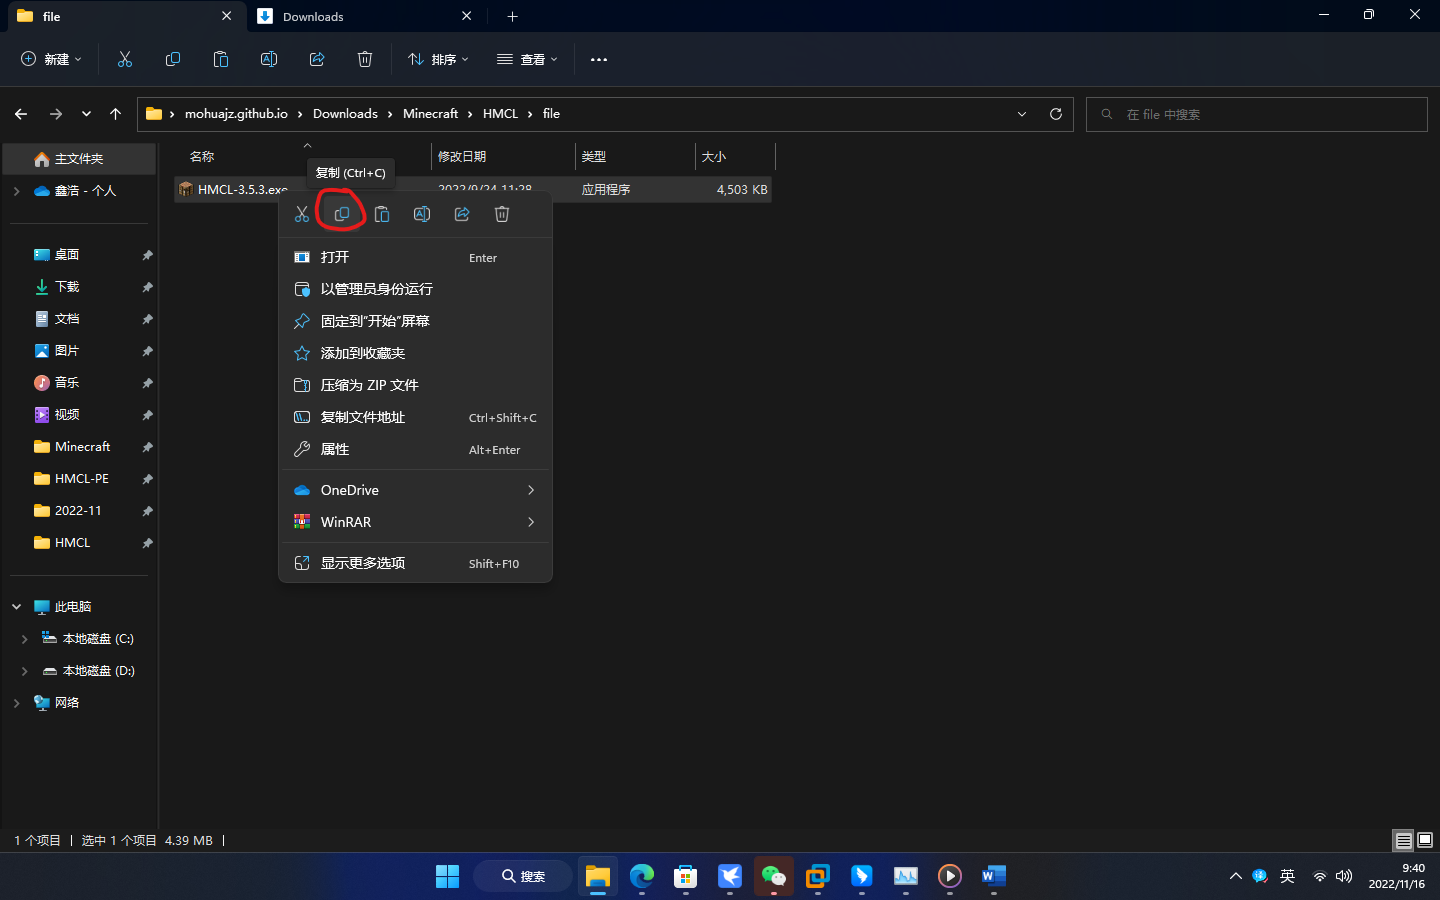 file
Downloads
新建
排序
查看
mohuajz.github.io
Downloads
Minecraft
HMCL
file
在 file 中搜索
名称
修改日期
类型
大小
复制 (Ctrl+C)
HMCL-3.5.3.exe
2022/9/24 11:28
应用程序
4,503 KB
主文件夹
鑫浩 - 个人
桌面
下载
文档
图片
音乐
视频
Minecraft
HMCL-PE
2022-11
HMCL
此电脑
本地磁盘 (C:)
本地磁盘 (D:)
网络
打开 Enter
以管理员身份运行
固定到"开始"屏幕
添加到收藏夹
压缩为 ZIP 文件
复制文件地址 Ctrl+Shift+C
属性 Alt+Enter
OneDrive
WinRAR
显示更多选项 Shift+F10
1 个项目
选中 1 个项目 4.39 MB
搜索
英
9:40
2022/11/16